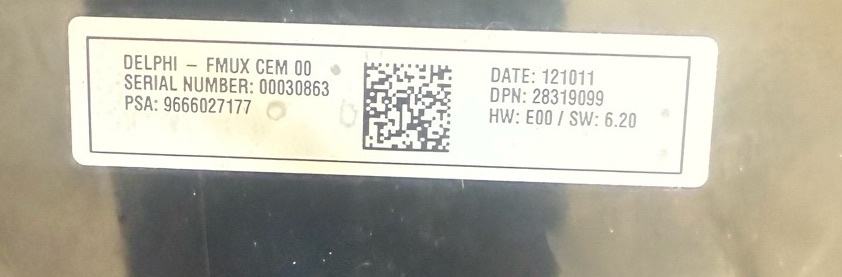 DELPHI – FMUX CEM 00
SERIAL NUMBER: 00030863
PSA: 9666027177
DATE: 121011
DPN: 28319099
HW: E00 / SW: 6.20